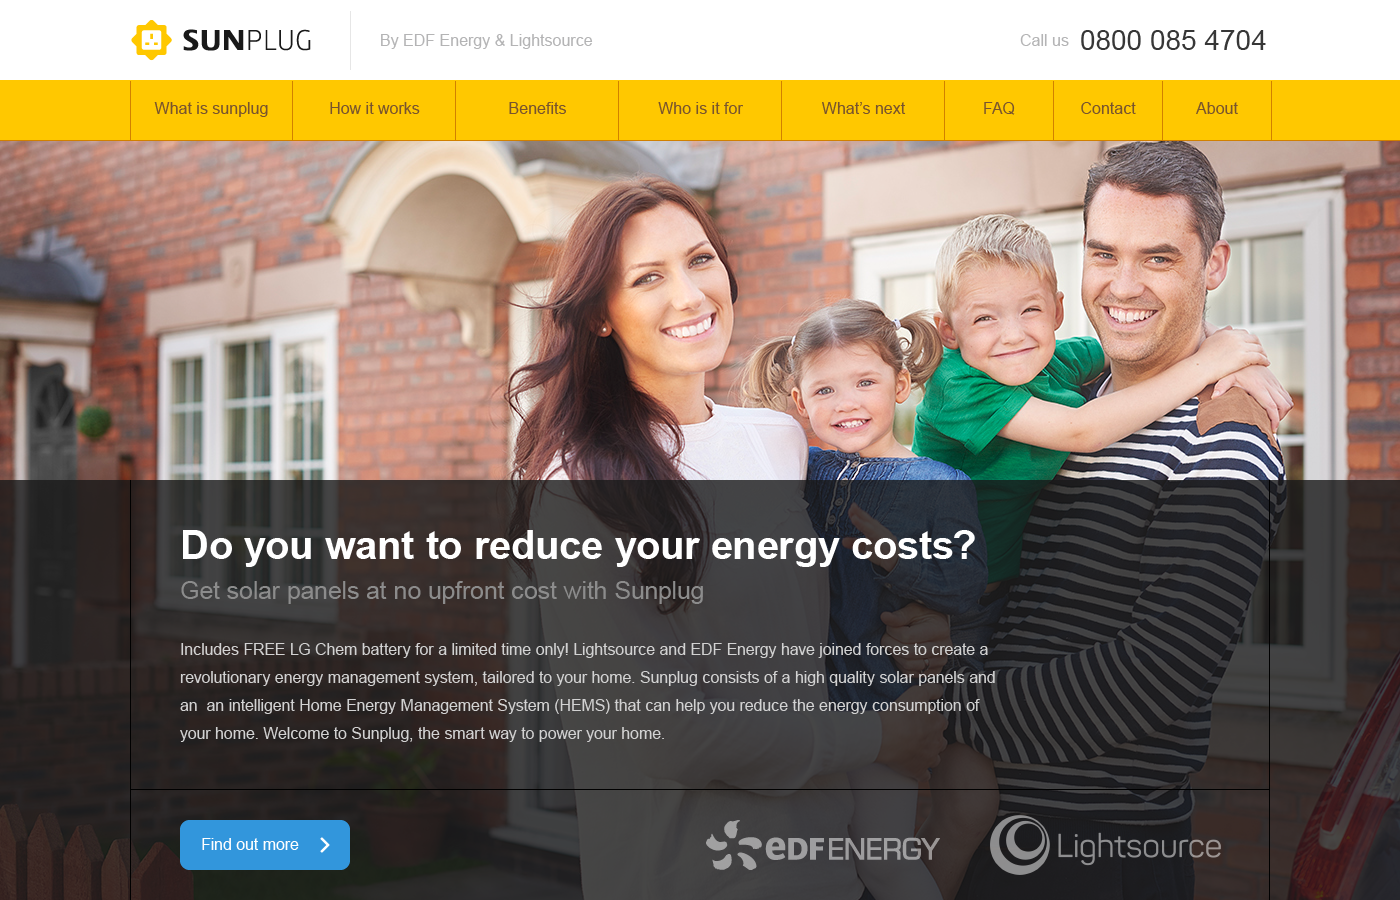 SUNPLUG
By EDF Energy & Lightsource
Call us 0800 085 4704
What is sunplug
How it works
Benefits
Who is it for
What's next
FAQ
Contact
About
Do you want to reduce your energy costs?
Get solar panels at no upfront cost with Sunplug
Includes FREE LG Chem battery for a limited time only! Lightsource and EDF Energy have joined forces to create a
revolutionary energy management system, tailored to your home. Sunplug consists of a high quality solar panels and
an  an intelligent Home Energy Management System (HEMS) that can help you reduce the energy consumption of
your home. Welcome to Sunplug, the smart way to power your home.
Find out more
eDF ENERGY
Lightsource